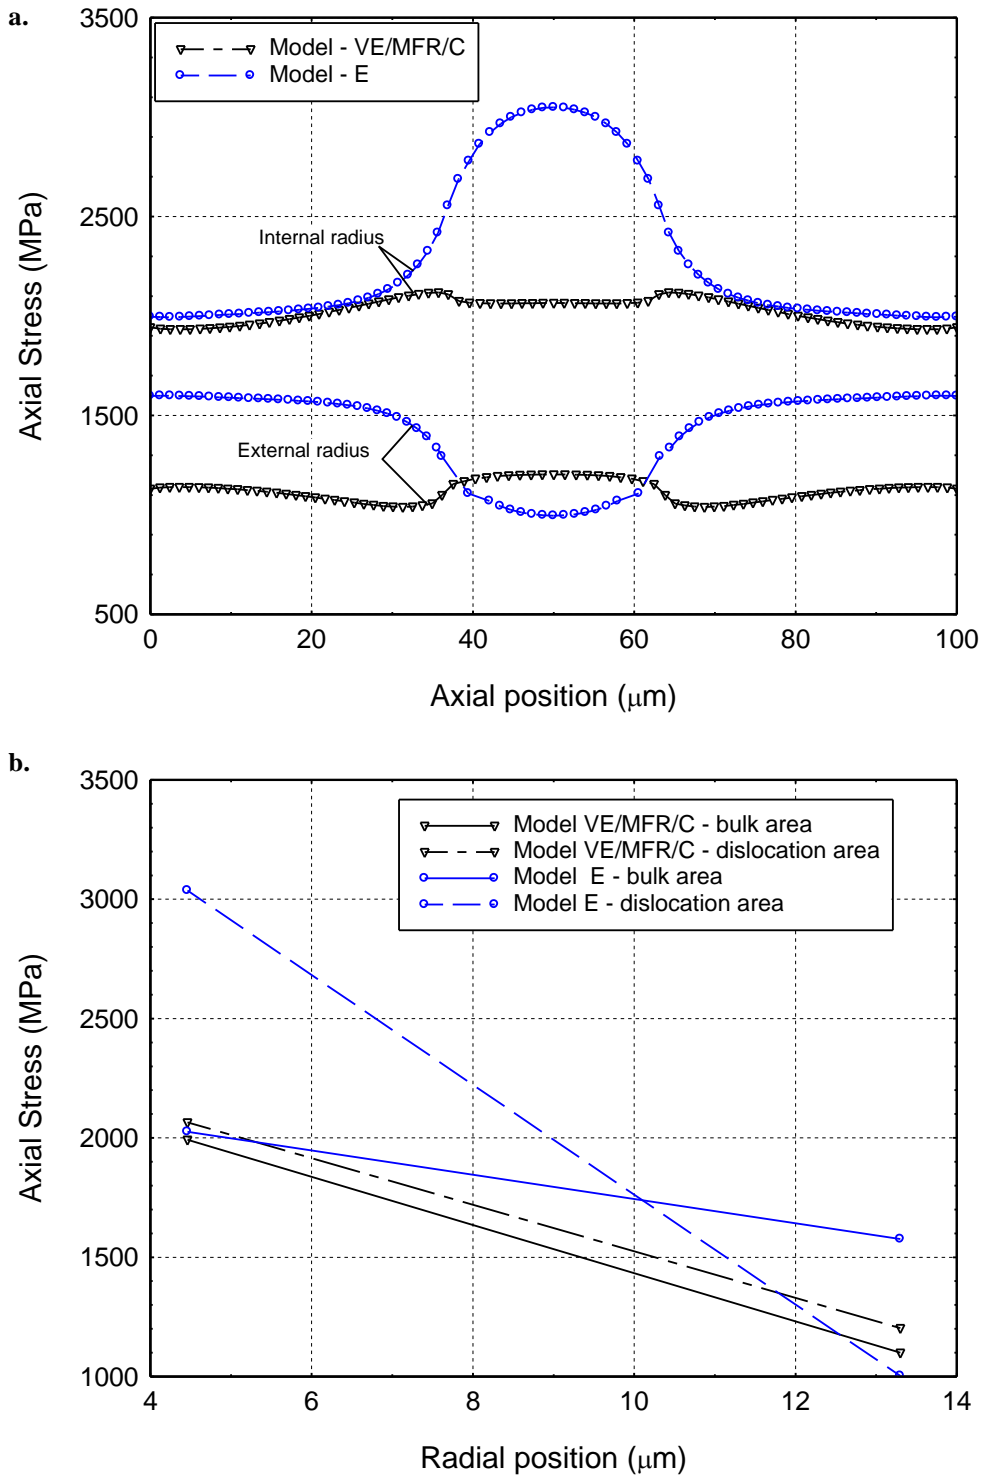 a.
3500
Model - VE/MFR/C
Model - E
2500
Internal radius
1500
External radius
500
Axial Stress (MPa)
0 20 40 60 80 100
Axial position (μm)
b.
3500
Model VE/MFR/C - bulk area
Model VE/MFR/C - dislocation area
Model E - bulk area
Model E - dislocation area
3000
2500
2000
1500
1000
Axial Stress (MPa)
4 6 8 10 12 14
Radial position (μm)